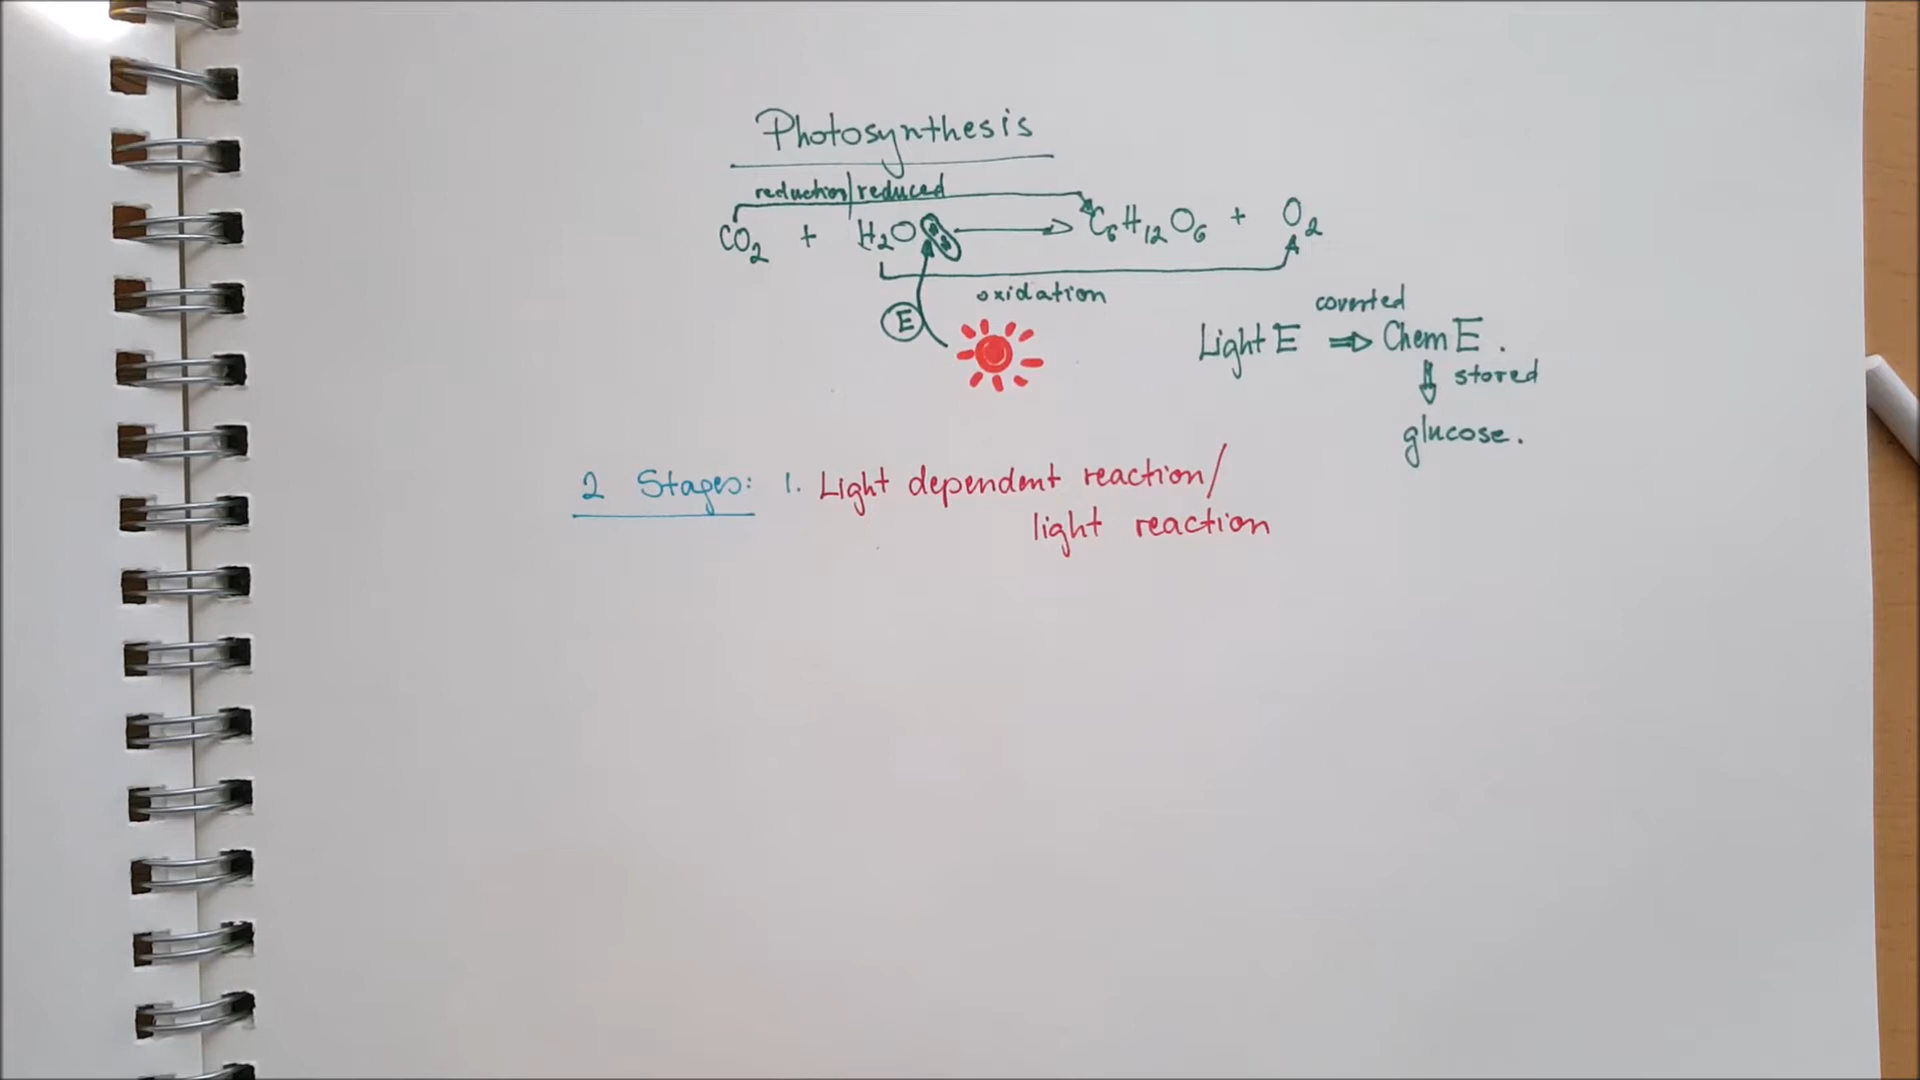 Photosynthesis
reduction/reduced
CO₂ + H₂O → C₆H₁₂O₆ + O₂
oxidation
E
coverted
Light E ⇒ Chem E.
stored
glucose.
2 Stages: 1. Light dependent reaction/
light reaction